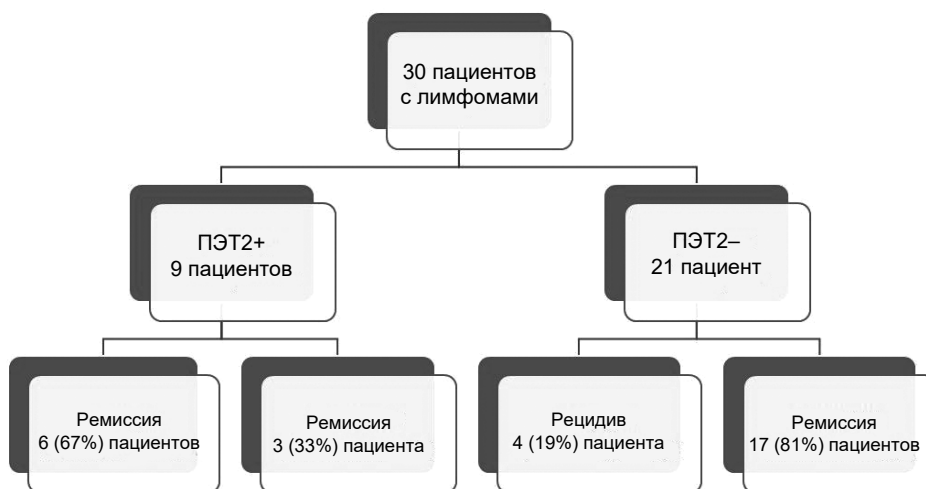 30 пациентов
с лимфомами
ПЭТ2+
9 пациентов
ПЭТ2–
21 пациент
Ремиссия
6 (67%) пациентов
Ремиссия
3 (33%) пациента
Рецидив
4 (19%) пациента
Ремиссия
17 (81%) пациентов